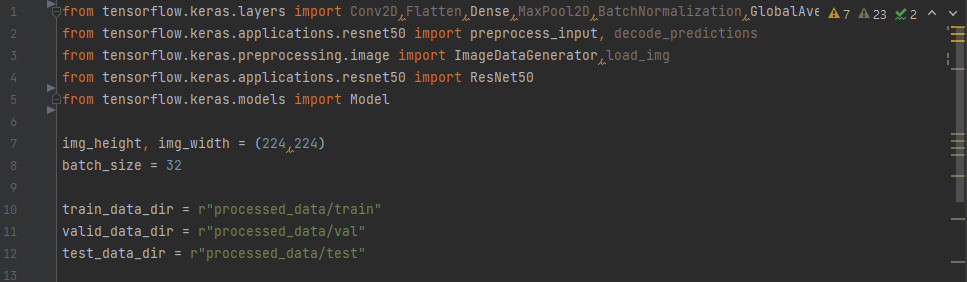 1 from tensorflow.keras.layers import Conv2D,Flatten,Dense,MaxPool2D,BatchNormalization,GlobalAve 7 23 2
2 from tensorflow.keras.applications.resnet50 import preprocess_input, decode_predictions
3 from tensorflow.keras.preprocessing.image import ImageDataGenerator,load_img
4 from tensorflow.keras.applications.resnet50 import ResNet50
5 from tensorflow.keras.models import Model
6
7 img_height, img_width = (224,224)
8 batch_size = 32
9
10 train_data_dir = r"processed_data/train"
11 valid_data_dir = r"processed_data/val"
12 test_data_dir = r"processed_data/test"
13